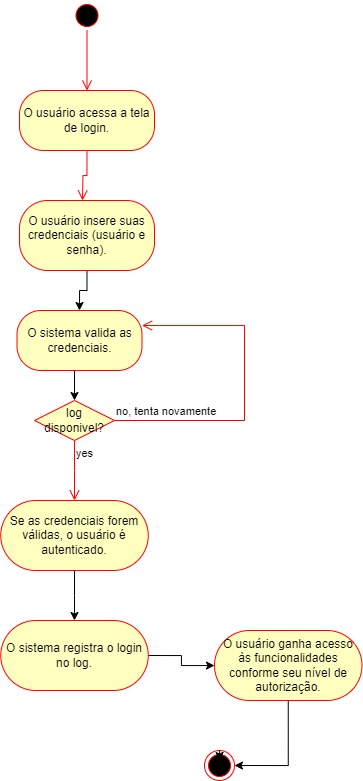 O usuário acessa a tela
de login.
O usuário insere suas
credenciais (usuário e
senha).
O sistema valida as
credenciais.
log
disponivel?
no, tenta novamente
yes
Se as credenciais forem
válidas, o usuário é
autenticado.
O sistema registra o login
no log.
O usuário ganha acesso
às funcionalidades
conforme seu nível de
autorização.